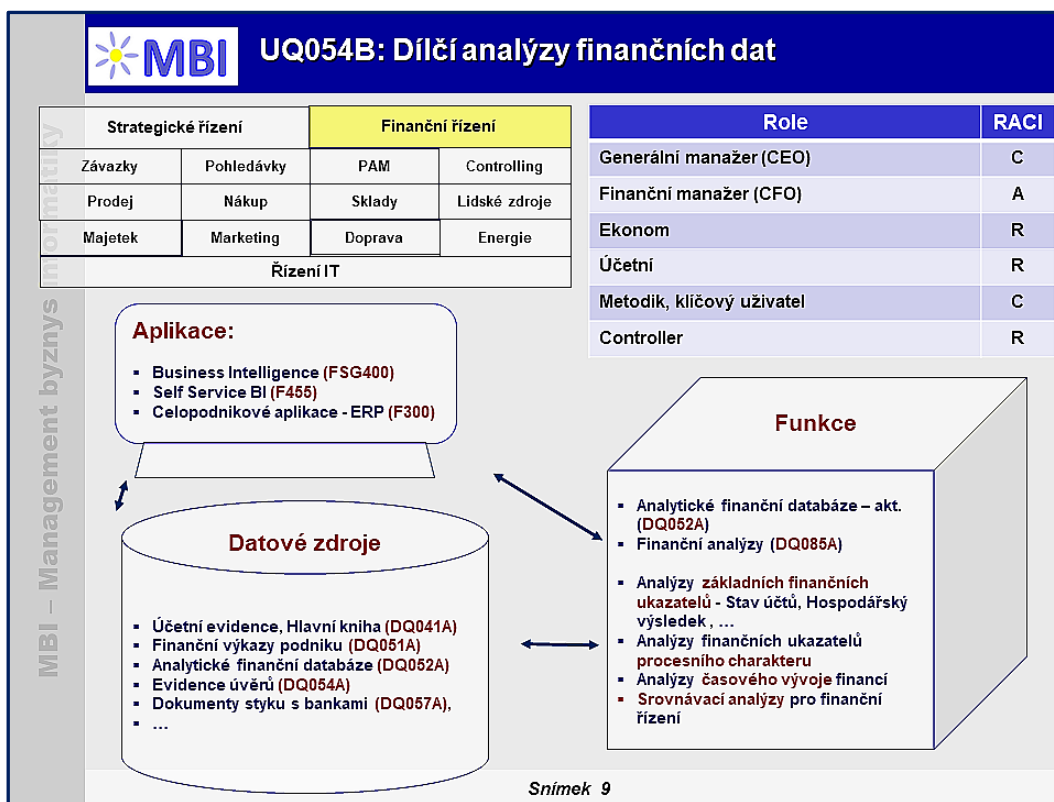 MBI
UQ054B: Dílčí analýzy finančních dat
MBI – Management byznys informatiky
Strategické řízení
Finanční řízení
Závazky
Pohledávky
PAM
Controlling
Prodej
Nákup
Sklady
Lidské zdroje
Majetek
Marketing
Doprava
Energie
Řízení IT
Role RACI
Generální manažer (CEO) C
Finanční manažer (CFO) A
Ekonom R
Účetní R
Metodik, klíčový uživatel C
Controller R
Aplikace:
▪ Business Intelligence (FSG400)
▪ Self Service BI (F455)
▪ Celopodnikové aplikace - ERP (F300)
Datové zdroje
▪ Účetní evidence, Hlavní kniha (DQ041A)
▪ Finanční výkazy podniku (DQ051A)
▪ Analytické finanční databáze (DQ052A)
▪ Evidence úvěrů (DQ054A)
▪ Dokumenty styku s bankami (DQ057A),
▪ …
Funkce
▪ Analytické finanční databáze – akt.
(DQ052A)
▪ Finanční analýzy (DQ085A)
▪ Analýzy základních finančních
ukazatelů - Stav účtů, Hospodářský
výsledek , …
▪ Analýzy finančních ukazatelů
procesního charakteru
▪ Analýzy časového vývoje financí
▪ Srovnávací analýzy pro finanční
řízení
Snímek 9